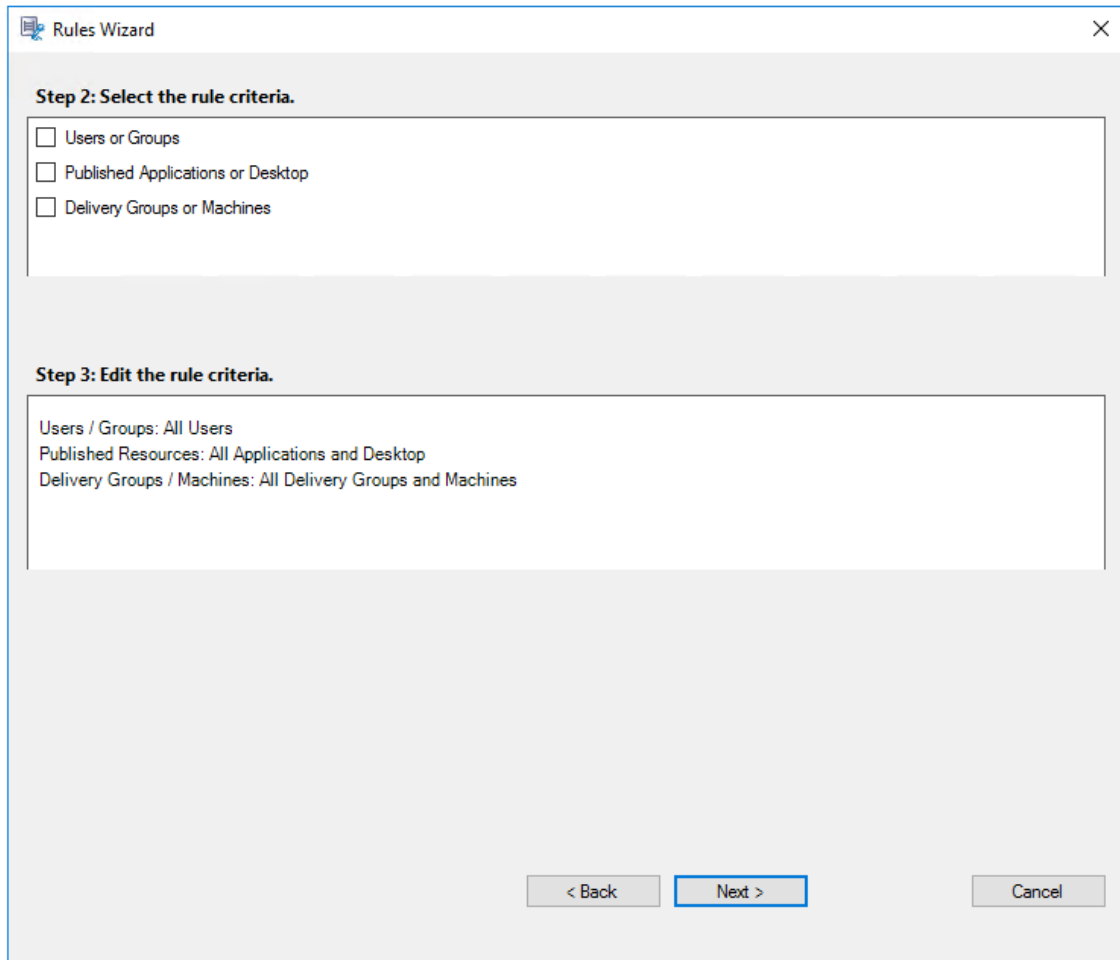 Rules Wizard
Step 2: Select the rule criteria.
Users or Groups
Published Applications or Desktop
Delivery Groups or Machines
Step 3: Edit the rule criteria.
Users / Groups: All Users
Published Resources: All Applications and Desktop
Delivery Groups / Machines: All Delivery Groups and Machines
< Back Next > Cancel